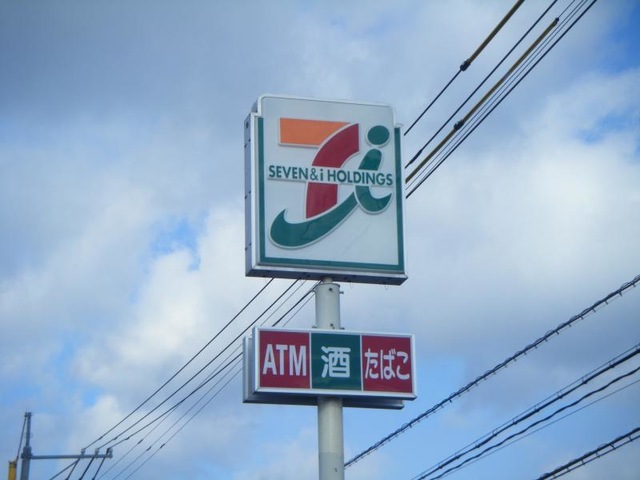 SEVEN&i HOLDINGS
ATM 酒 たばこ